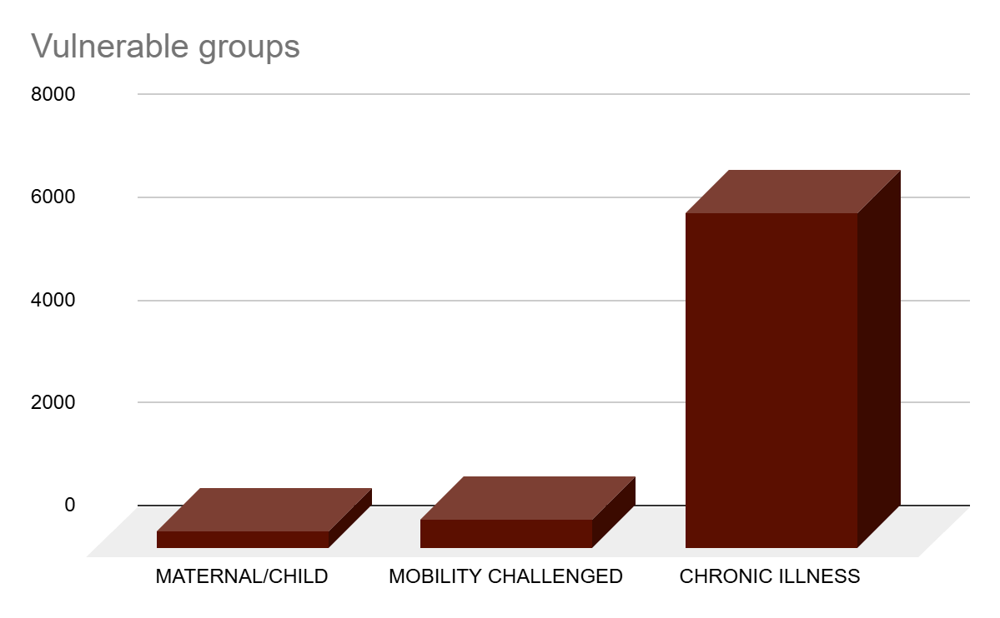 Vulnerable groups
8000
6000
4000
2000
0
MATERNAL/CHILD
MOBILITY CHALLENGED
CHRONIC ILLNESS